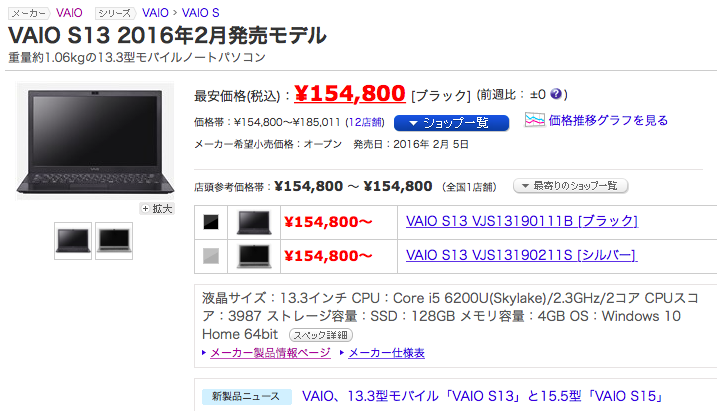 メーカー VAIO シリーズ VAIO > VAIO S
VAIO S13 2016年2月発売モデル
重量約1.06kgの13.3型モバイルノートパソコン
最安価格(税込)：¥154,800 [ブラック] (前週比： ±0 ?)
価格帯：¥154,800～¥185,011 (12店舗) ▼ ショップ一覧 価格推移グラフを見る
メーカー希望小売価格：オープン 発売日：2016年 2月 5日
店頭参考価格帯：¥154,800 ～ ¥154,800 (全国1店舗) ▼ 最寄りのショップ一覧
+ 拡大
¥154,800～ VAIO S13 VJS13190111B [ブラック]
¥154,800～ VAIO S13 VJS13190211S [シルバー]
液晶サイズ：13.3インチ CPU：Core i5 6200U(Skylake)/2.3GHz/2コア CPUスコ
ア：3987 ストレージ容量：SSD：128GB メモリ容量：4GB OS：Windows 10
Home 64bit スペック詳細
メーカー製品情報ページ メーカー仕様表
新製品ニュース VAIO、13.3型モバイル「VAIO S13」と15.5型「VAIO S15」